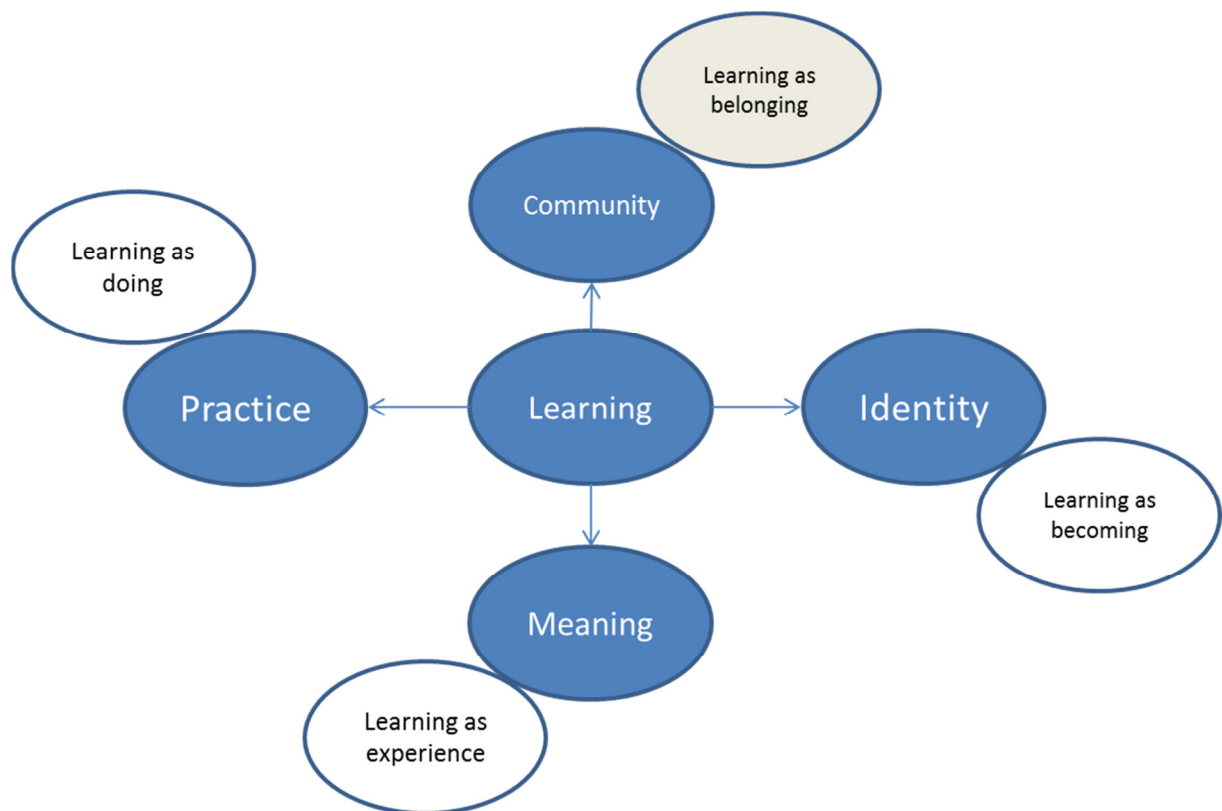 Learning as
belonging
Community
Learning as
doing
Practice
Learning
Identity
Learning as
becoming
Meaning
Learning as
experience